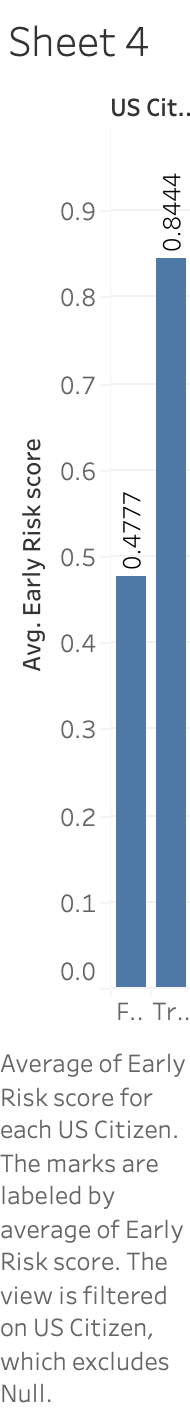 Sheet 4
US Cit..
0.9
0.8
0.7
0.6
0.5
0.4
0.3
0.2
0.1
0.0
Avg. Early Risk score
0.4777
0.8444
F.. Tr..
Average of Early
Risk score for
each US Citizen.
The marks are
labeled by
average of Early
Risk score. The
view is filtered
on US Citizen,
which excludes
Null.